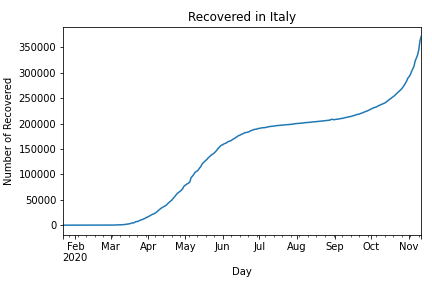 Recovered in Italy
Number of Recovered
350000
300000
250000
200000
150000
100000
50000
0
Feb Mar Apr May Jun Jul Aug Sep Oct Nov
2020
Day